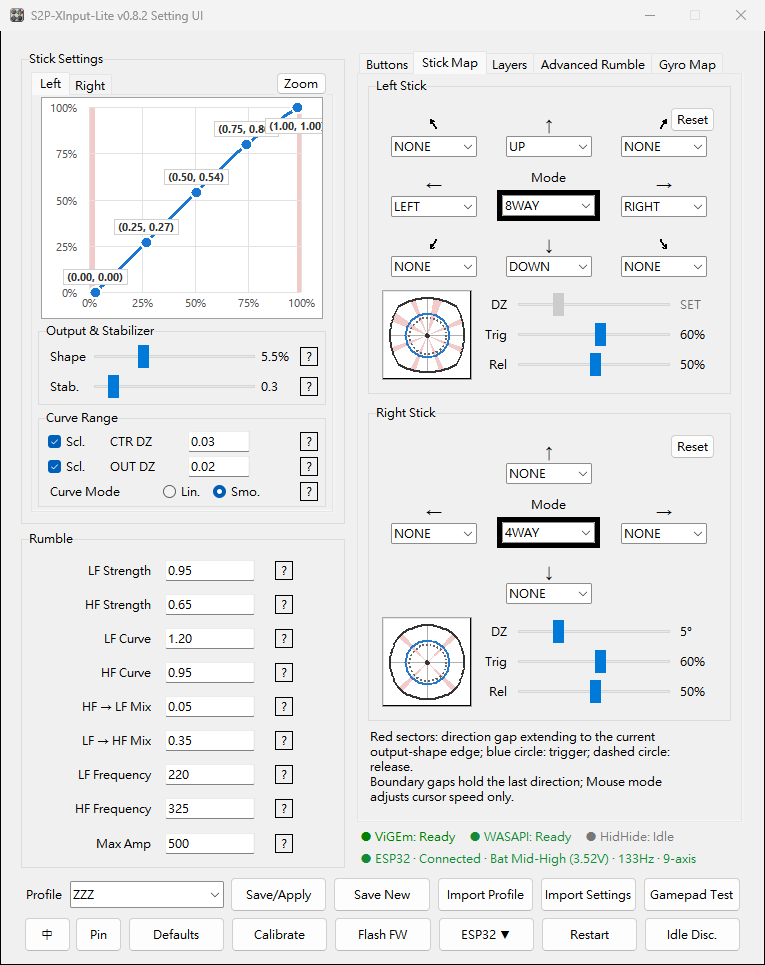 S2P-XInput-Lite v0.8.2 Setting UI
Stick Settings
Left Right Zoom
100%
75%
50%
25%
0%
(1.00, 1.00)
(0.75, 0.8
(0.50, 0.54)
(0.25, 0.27)
(0.00, 0.00)
0% 25% 50% 75% 100%
Output & Stabilizer
Shape 5.5% ?
Stab. 0.3 ?
Curve Range
Scl. CTR DZ 0.03 ?
Scl. OUT DZ 0.02 ?
Curve Mode Lin. Smo. ?
Rumble
LF Strength 0.95 ?
HF Strength 0.65 ?
LF Curve 1.20 ?
HF Curve 0.95 ?
HF → LF Mix 0.05 ?
LF → HF Mix 0.35 ?
LF Frequency 220 ?
HF Frequency 325 ?
Max Amp 500 ?
Buttons Stick Map Layers Advanced Rumble Gyro Map
Left Stick
↖ ↑ ↗ Reset
NONE UP NONE
← Mode →
LEFT 8WAY RIGHT
↙ ↓ ↘
NONE DOWN NONE
DZ SET
Trig 60%
Rel 50%
Right Stick
↑ Reset
NONE
← Mode →
NONE 4WAY NONE
↓
NONE
DZ 5°
Trig 60%
Rel 50%
Red sectors: direction gap extending to the current
output-shape edge; blue circle: trigger; dashed circle:
release.
Boundary gaps hold the last direction; Mouse mode
adjusts cursor speed only.
● ViGEm: Ready ● WASAPI: Ready ● HidHide: Idle
● ESP32 · Connected · Bat Mid-High (3.52V) · 133Hz · 9-axis
Profile ZZZ Save/Apply Save New Import Profile Import Settings Gamepad Test
中 Pin Defaults Calibrate Flash FW ESP32 ▼ Restart Idle Disc.